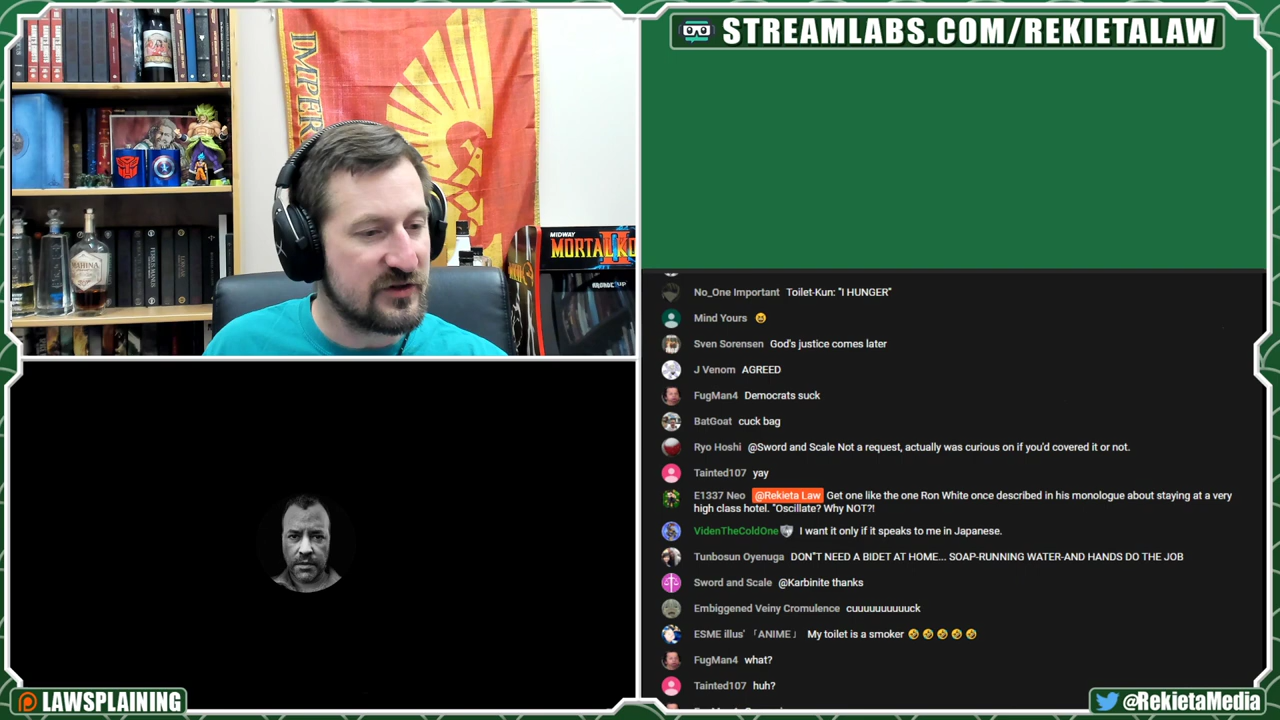 STREAMLABS.COM/REKIETALAW
IMPER
MIDWAY
MORTAL KO
II
ARCADE1UP
MAHINA
No_One Important Toilet-Kun: "I HUNGER"
Mind Yours 😆
Sven Sorensen God's justice comes later
J Venom AGREED
FugMan4 Democrats suck
BatGoat cuck bag
Ryo Hoshi @Sword and Scale Not a request, actually was curious on if you'd covered it or not.
Tainted107 yay
E1337 Neo @Rekieta Law Get one like the one Ron White once described in his monologue about staying at a very
high class hotel. "Oscillate? Why NOT?!
VidenTheColdOne I want it only if it speaks to me in Japanese.
Tunbosun Oyenuga DON"T NEED A BIDET AT HOME... SOAP-RUNNING WATER-AND HANDS DO THE JOB
Sword and Scale @Karbinite thanks
Embiggened Veiny Cromulence cuuuuuuuuuuck
ESME illus' 「ANIME」 My toilet is a smoker 🤣🤣🤣🤣🤣
FugMan4 what?
Tainted107 huh?
LAWSPLAINING
@RekietaMedia